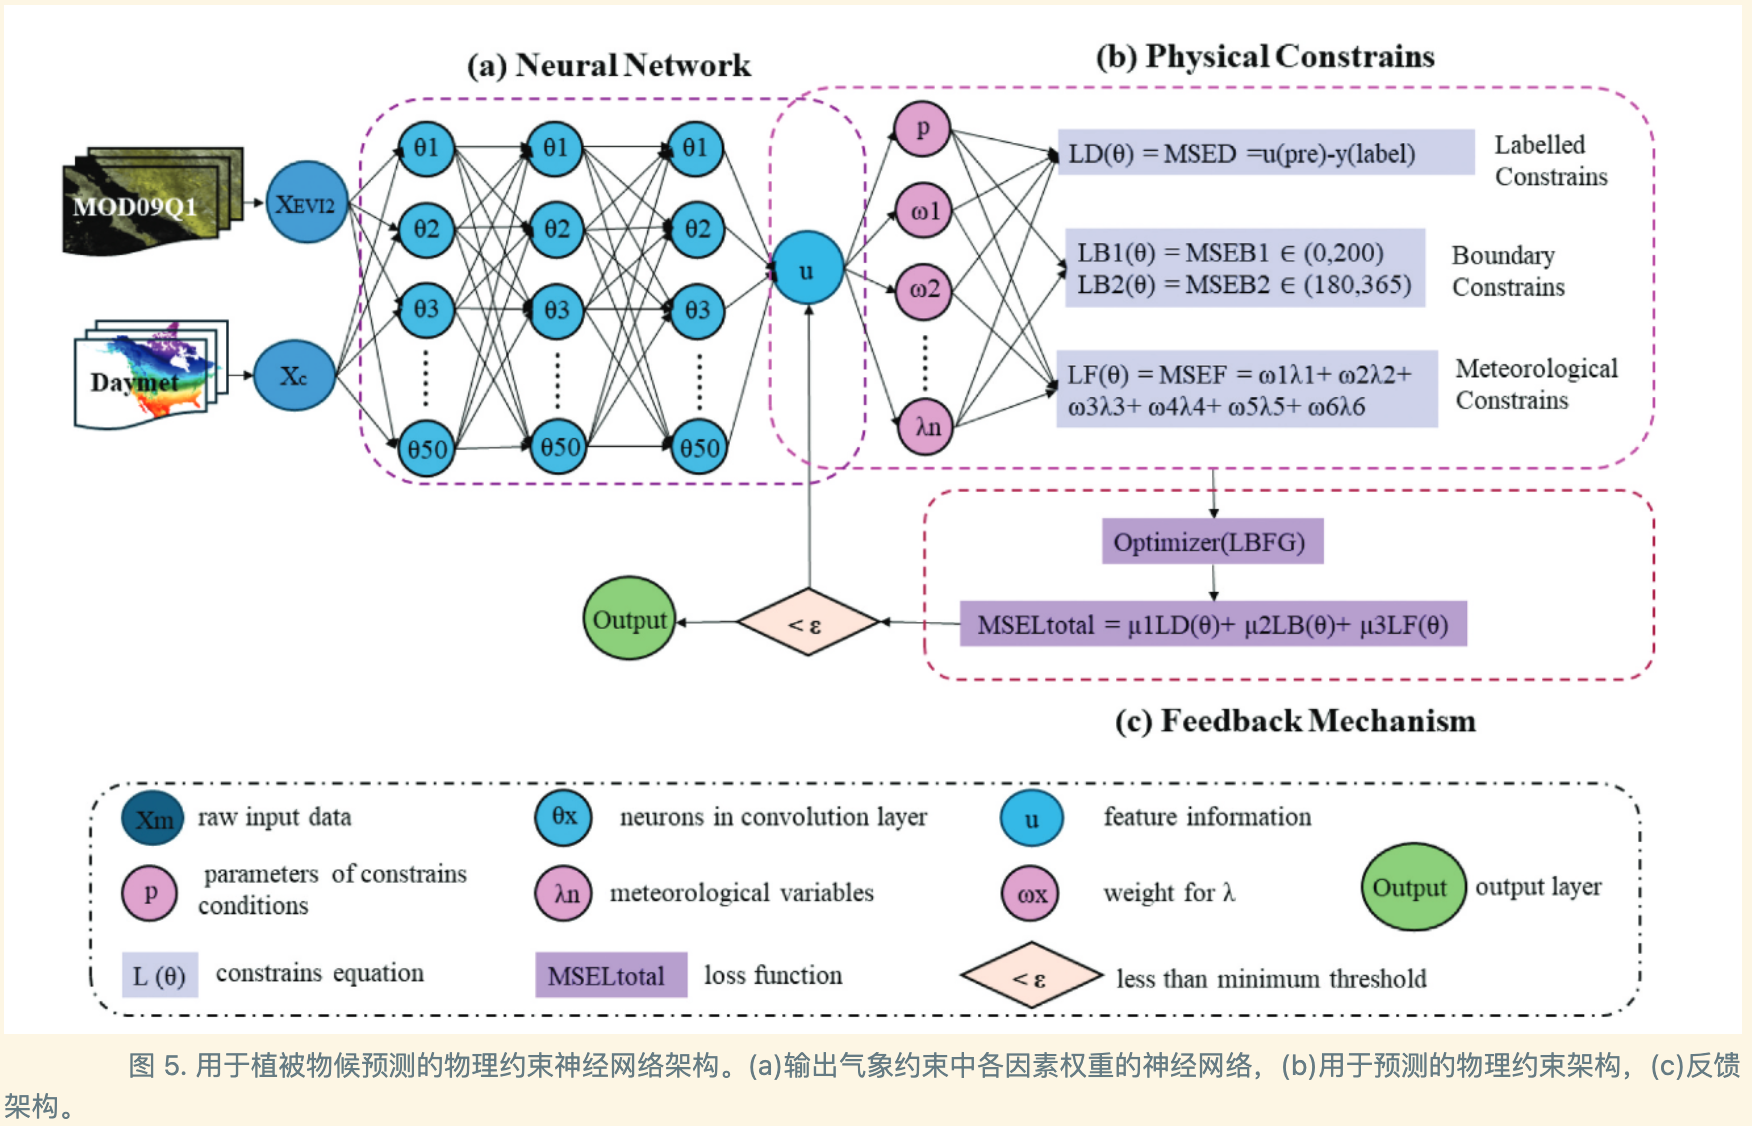 (a) Neural Network
(b) Physical Constrains
MOD09Q1
XEVI2
Daymet
Xc
θ1
θ2
θ3
θ50
θ1
θ2
θ3
θ50
θ1
θ2
θ3
θ50
u
p
ω1
ω2
λn
LD(θ) = MSED =u(pre)-y(label)
Labelled
Constrains
LB1(θ) = MSEB1 ∈ (0,200)
LB2(θ) = MSEB2 ∈ (180,365)
Boundary
Constrains
LF(θ) = MSEF = ω1λ1+ ω2λ2+
ω3λ3+ ω4λ4+ ω5λ5+ ω6λ6
Meteorological
Constrains
Optimizer(LBFG)
MSELtotal = μ1LD(θ)+ μ2LB(θ)+ μ3LF(θ)
< ε
Output
(c) Feedback Mechanism
Xm raw input data
θx neurons in convolution layer
u feature information
p parameters of constrains
conditions
λn meteorological variables
ωx weight for λ
Output output layer
L (θ) constrains equation
MSELtotal loss function
< ε less than minimum threshold
图 5. 用于植被物候预测的物理约束神经网络架构。(a)输出气象约束中各因素权重的神经网络，(b)用于预测的物理约束架构，(c)反馈
架构。